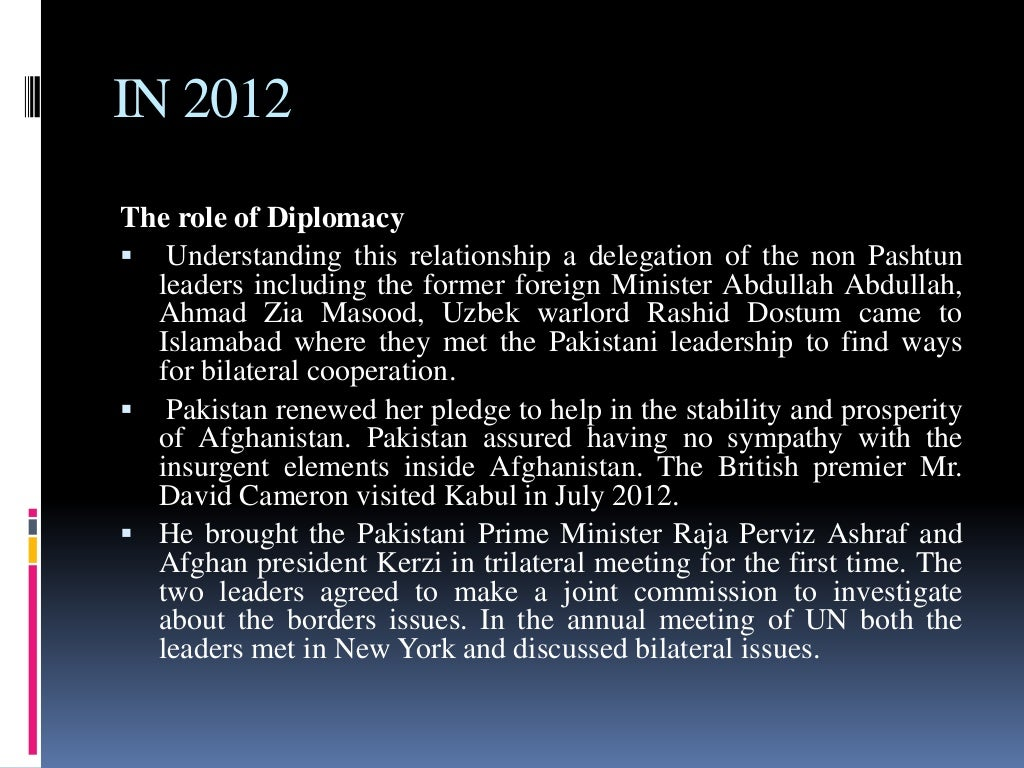 IN 2012
The role of Diplomacy
▪ Understanding this relationship a delegation of the non Pashtun
leaders including the former foreign Minister Abdullah Abdullah,
Ahmad Zia Masood, Uzbek warlord Rashid Dostum came to
Islamabad where they met the Pakistani leadership to find ways
for bilateral cooperation.
▪ Pakistan renewed her pledge to help in the stability and prosperity
of Afghanistan. Pakistan assured having no sympathy with the
insurgent elements inside Afghanistan. The British premier Mr.
David Cameron visited Kabul in July 2012.
▪ He brought the Pakistani Prime Minister Raja Perviz Ashraf and
Afghan president Kerzi in trilateral meeting for the first time. The
two leaders agreed to make a joint commission to investigate
about the borders issues. In the annual meeting of UN both the
leaders met in New York and discussed bilateral issues.